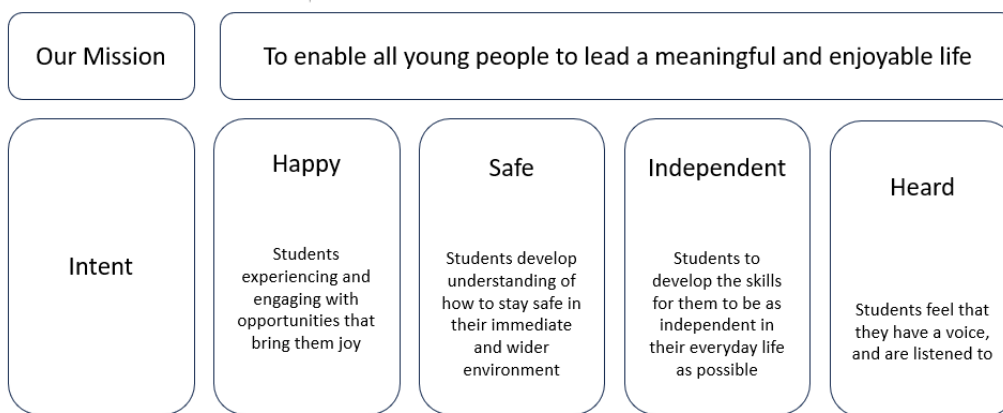 Our Mission
To enable all young people to lead a meaningful and enjoyable life
Intent
Happy
Students
experiencing and
engaging with
opportunities that
bring them joy
Safe
Students develop
understanding of
how to stay safe in
their immediate
and wider
environment
Independent
Students to
develop the skills
for them to be as
independent in
their everyday life
as possible
Heard
Students feel that
they have a voice,
and are listened to